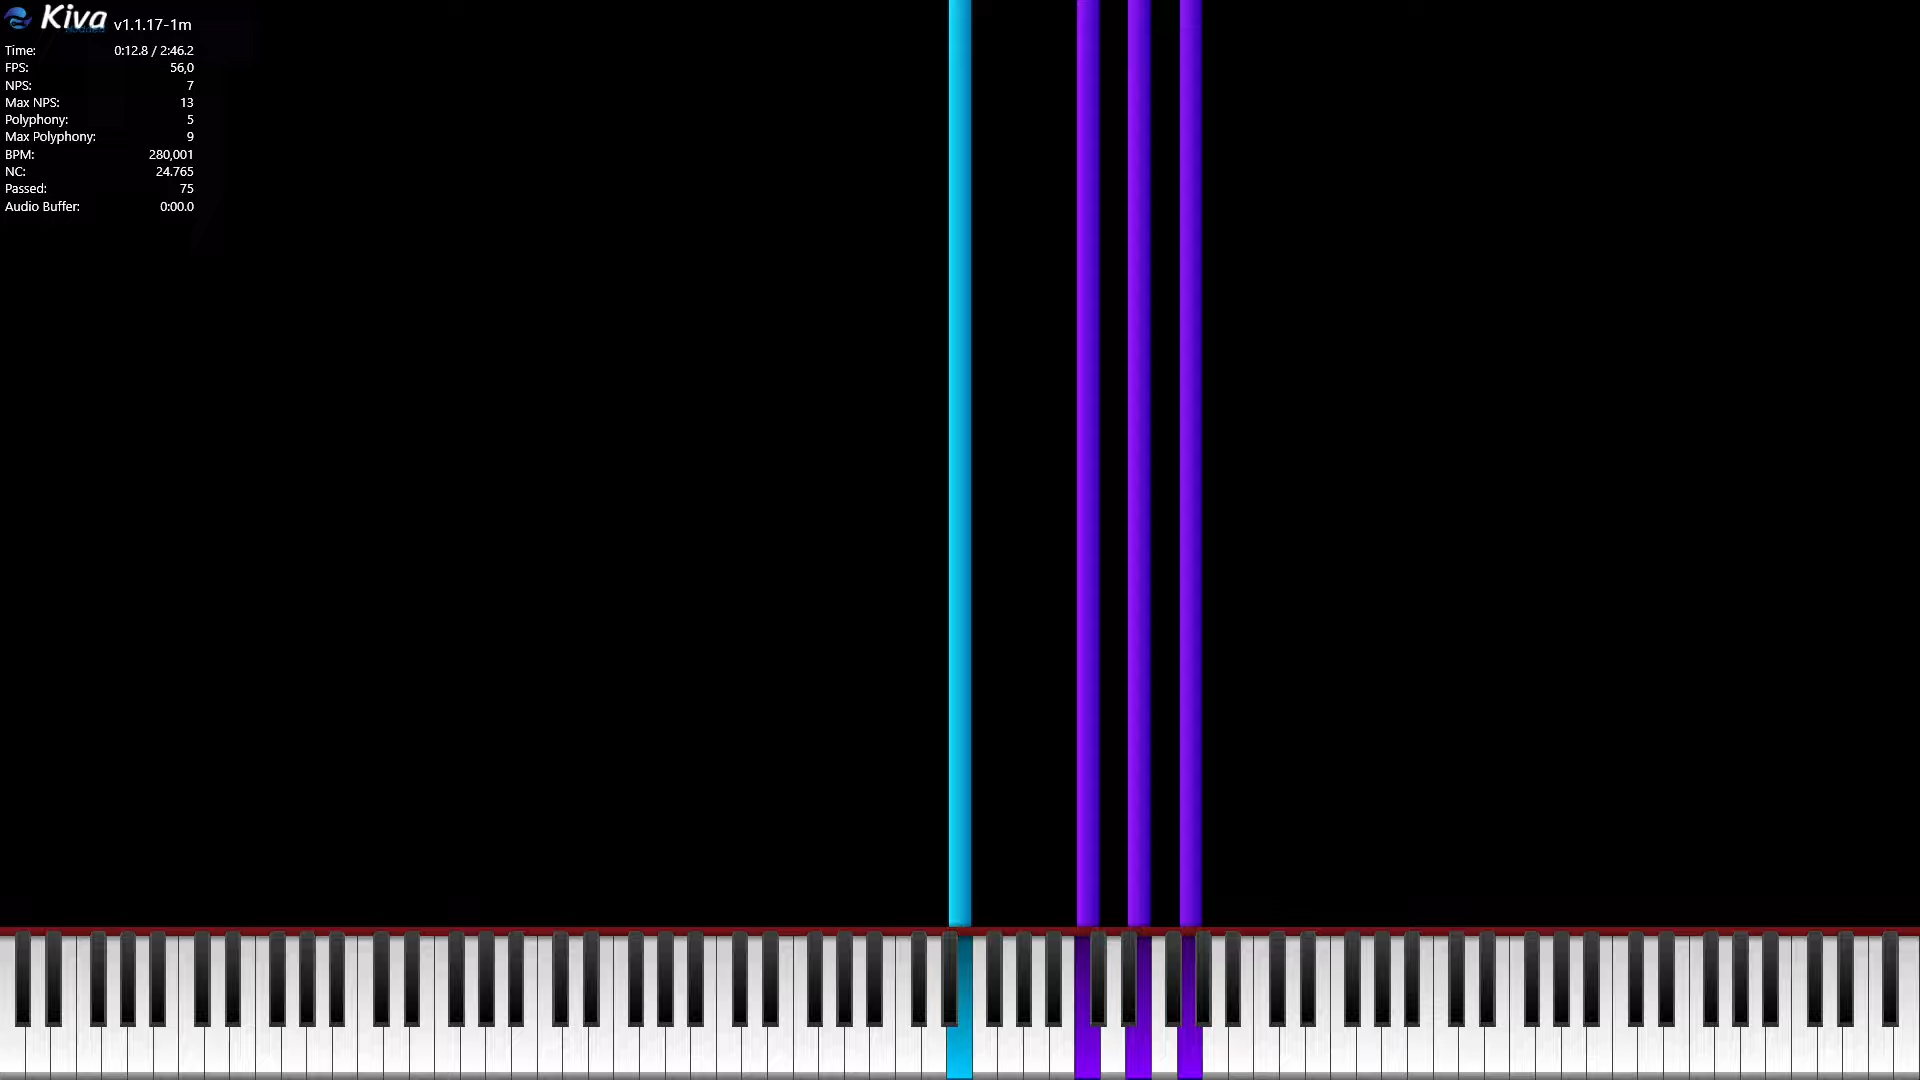 Kiva v1.1.17-1m
Time: 0:12.8 / 2:46.2
FPS: 56,0
NPS: 7
Max NPS: 13
Polyphony: 5
Max Polyphony: 9
BPM: 280,001
NC: 24.765
Passed: 75
Audio Buffer: 0:00.0